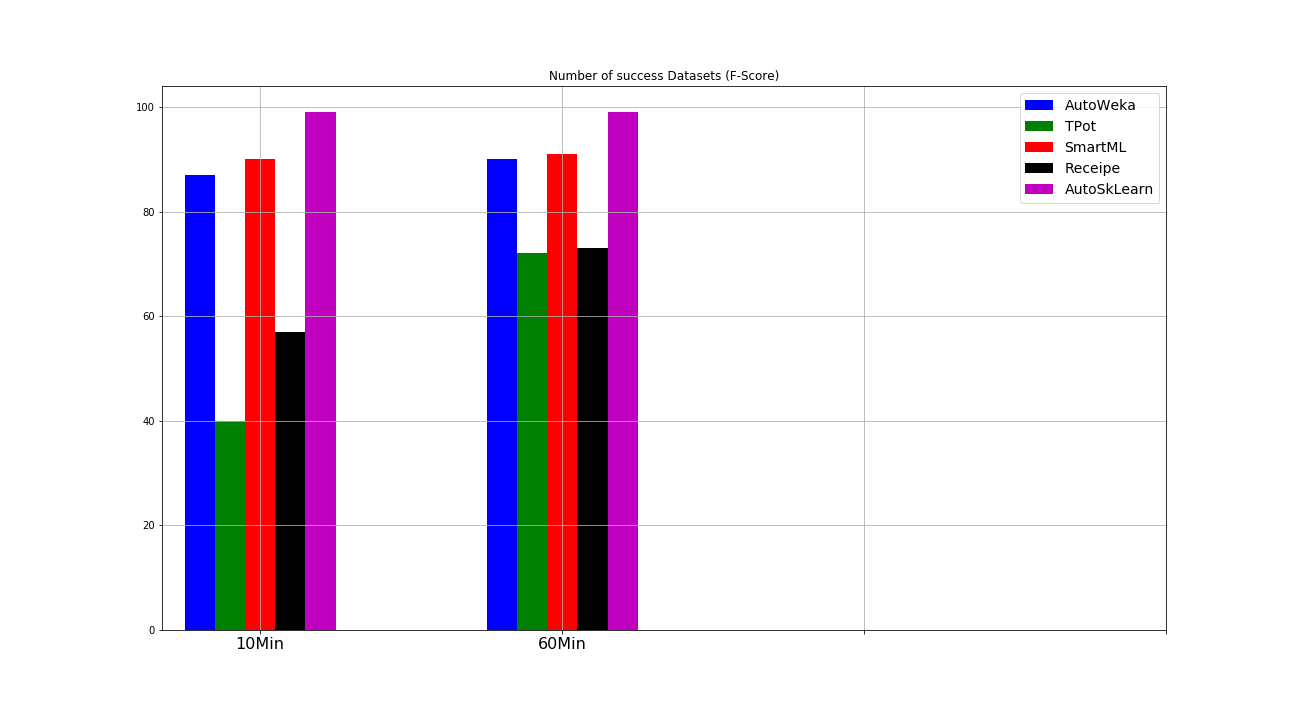 Number of success Datasets (F-Score)
100
80
60
40
20
0
10Min
60Min
AutoWeka
TPot
SmartML
Receipe
AutoSkLearn